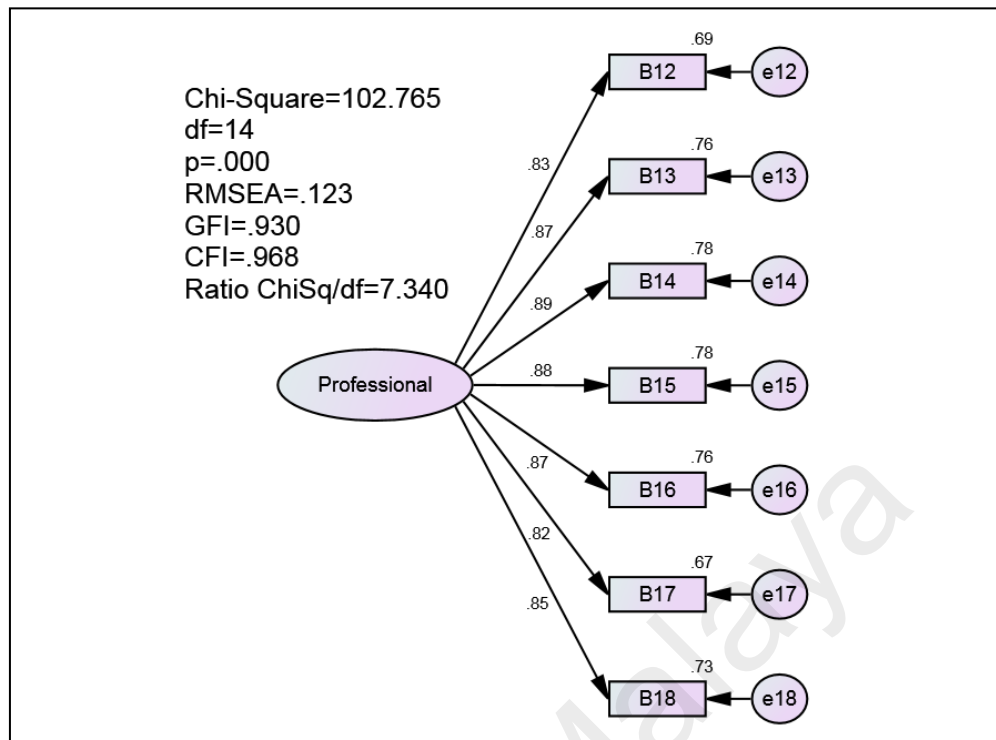 Chi-Square=102.765
df=14
p=.000
RMSEA=.123
GFI=.930
CFI=.968
Ratio ChiSq/df=7.340
Professional
.83
.87
.89
.88
.87
.82
.85
.69
B12
e12
.76
B13
e13
.78
B14
e14
.78
B15
e15
.76
B16
e16
.67
B17
e17
.73
B18
e18
Malaya